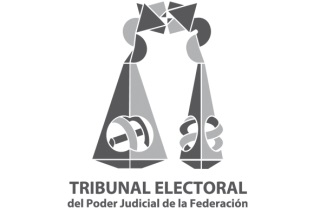 TRIBUNAL ELECTORAL
del Poder Judicial de la Federación